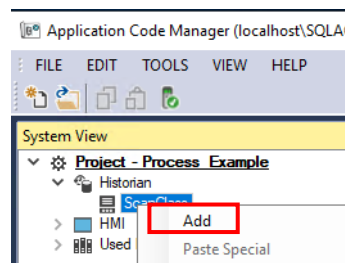 Application Code Manager (localhost\SQLA
FILE EDIT TOOLS VIEW HELP
System View
Project - Process_Example
Historian
ScanClass
HMI
Add
Used
Paste Special